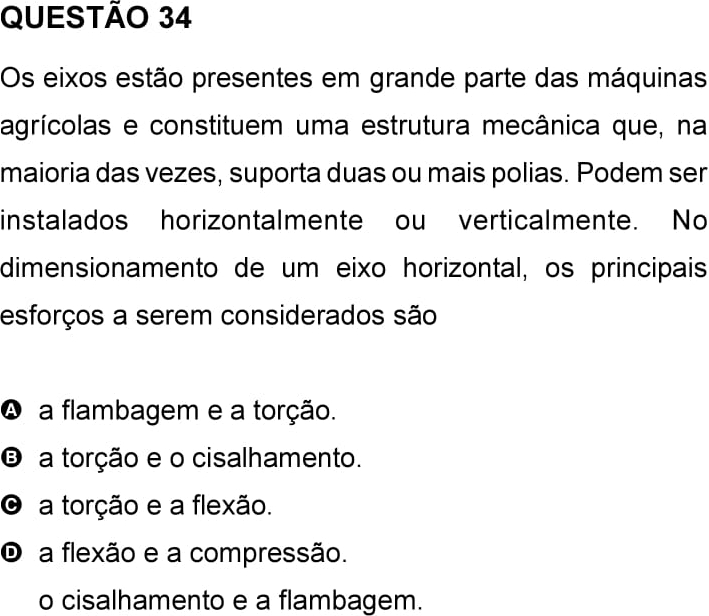 QUESTÃO 34
Os eixos estão presentes em grande parte das máquinas
agrícolas e constituem uma estrutura mecânica que, na
maioria das vezes, suporta duas ou mais polias. Podem ser
instalados horizontalmente ou verticalmente. No
dimensionamento de um eixo horizontal, os principais
esforços a serem considerados são
A a flambagem e a torção.
B a torção e o cisalhamento.
C a torção e a flexão.
D a flexão e a compressão.
o cisalhamento e a flambagem.